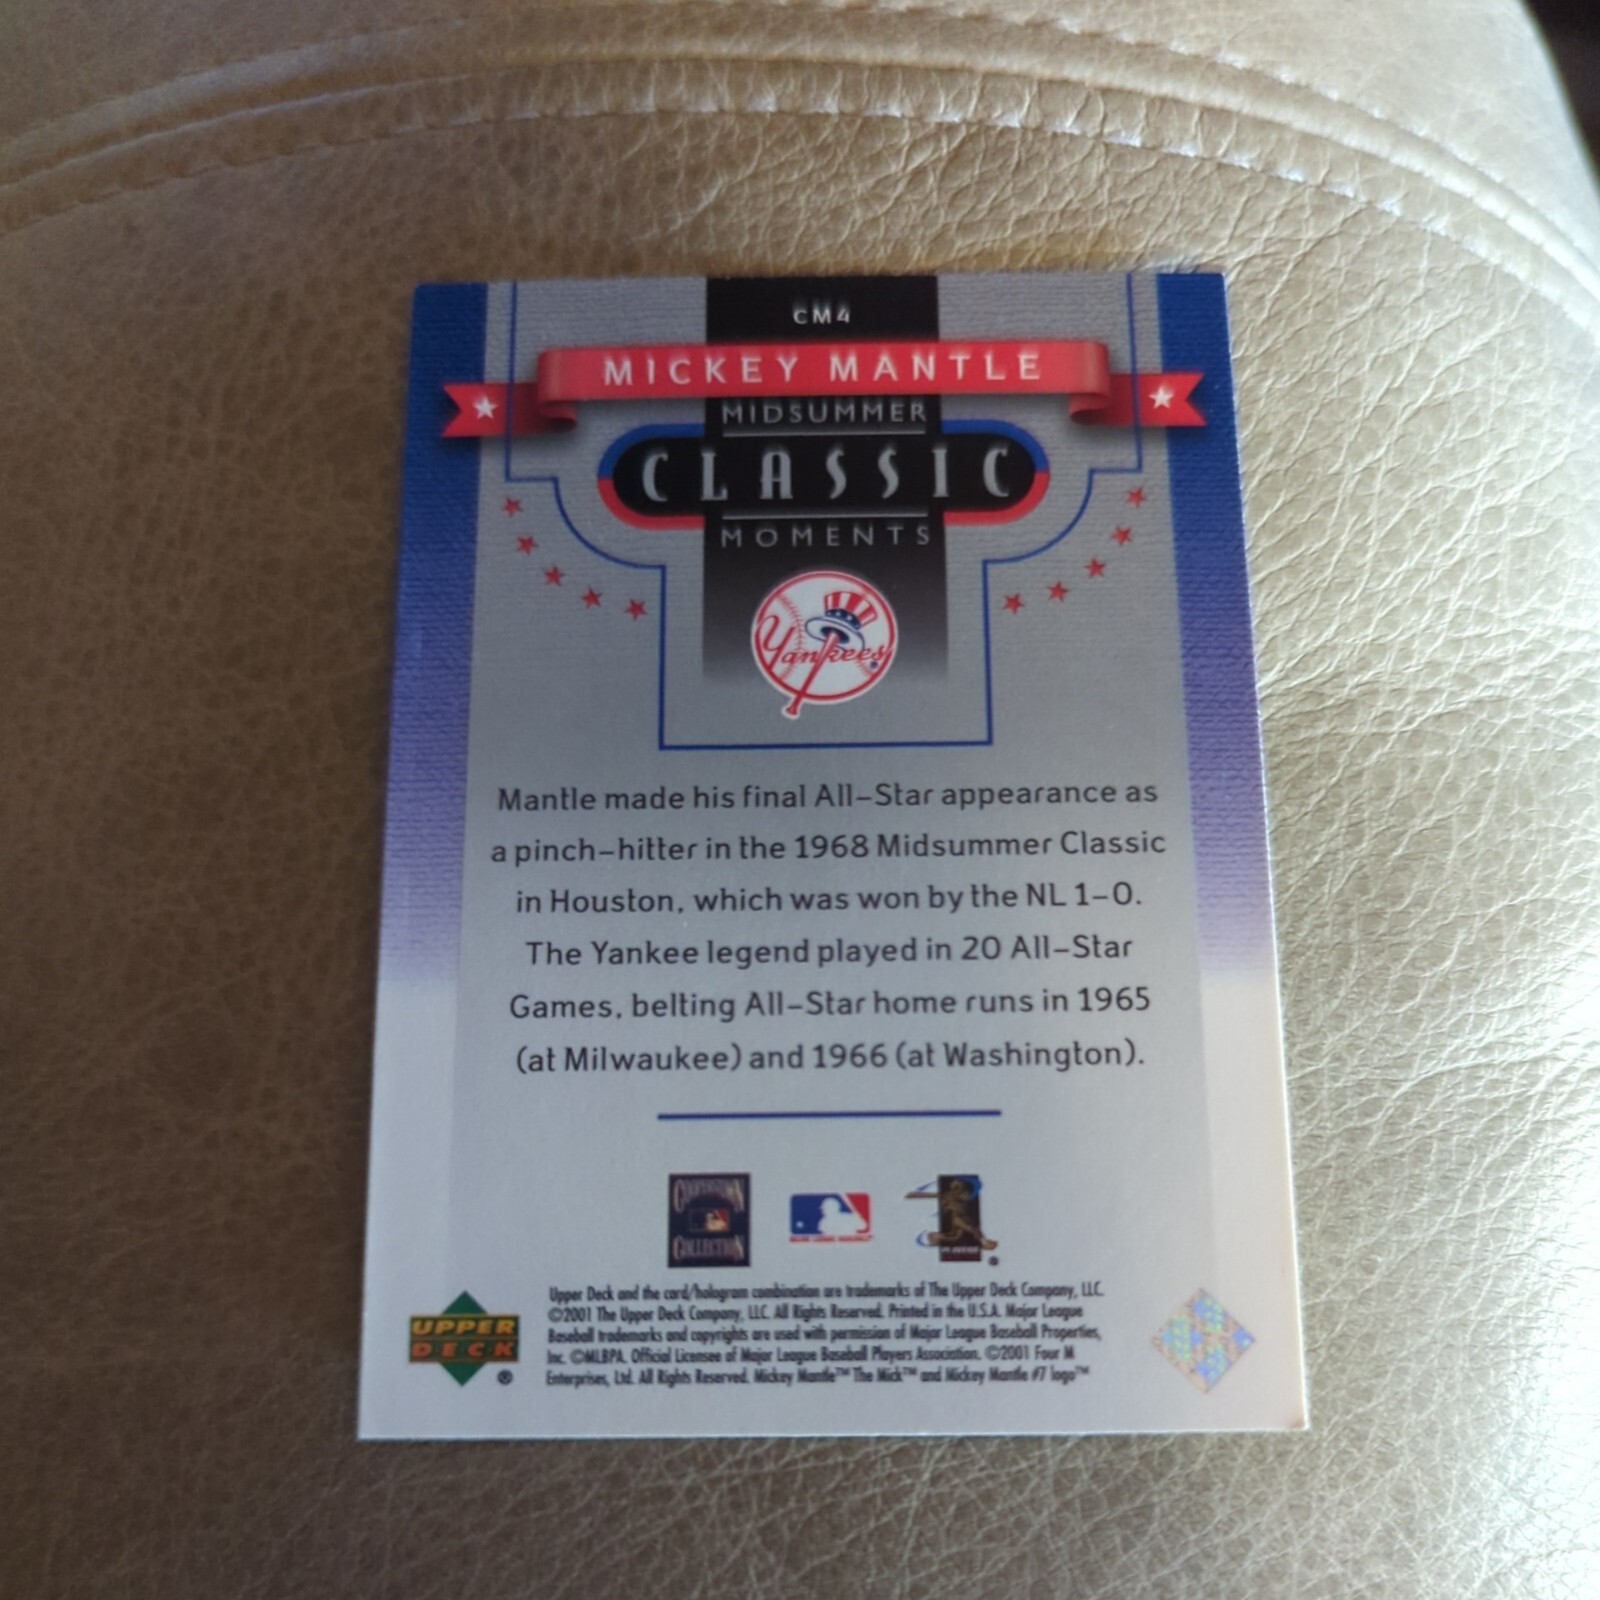 CM4
MICKEY MANTLE
MIDSUMMER
CLASSIC
MOMENTS
Yankees
Mantle made his final All-Star appearance as
a pinch-hitter in the 1968 Midsummer Classic
in Houston, which was won by the NL 1-0.
The Yankee legend played in 20 All-Star
Games, belting All-Star home runs in 1965
(at Milwaukee) and 1966 (at Washington).
COOPERSTOWN
COLLECTION
UPPER
DECK
®
Upper Deck and the card/hologram combination are trademarks of The Upper Deck Company, LLC.
©2001 The Upper Deck Company, LLC. All Rights Reserved. Printed in the U.S.A. Major League
Baseball trademarks and copyrights are used with permission of Major League Baseball Properties,
Inc. ©MLBPA. Official Licensee of Major League Baseball Players Association. ©2001 Four M
Enterprises, Ltd. All Rights Reserved. Mickey Mantle™ The Mick™ and Mickey Mantle #7 logo™